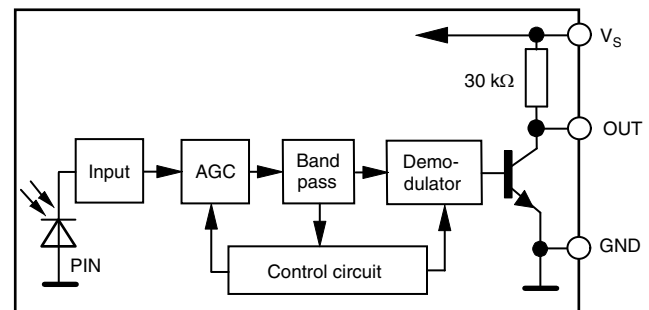 V_S
30 kΩ
OUT
Input
AGC
Band
pass
Demo-
dulator
PIN
Control circuit
GND